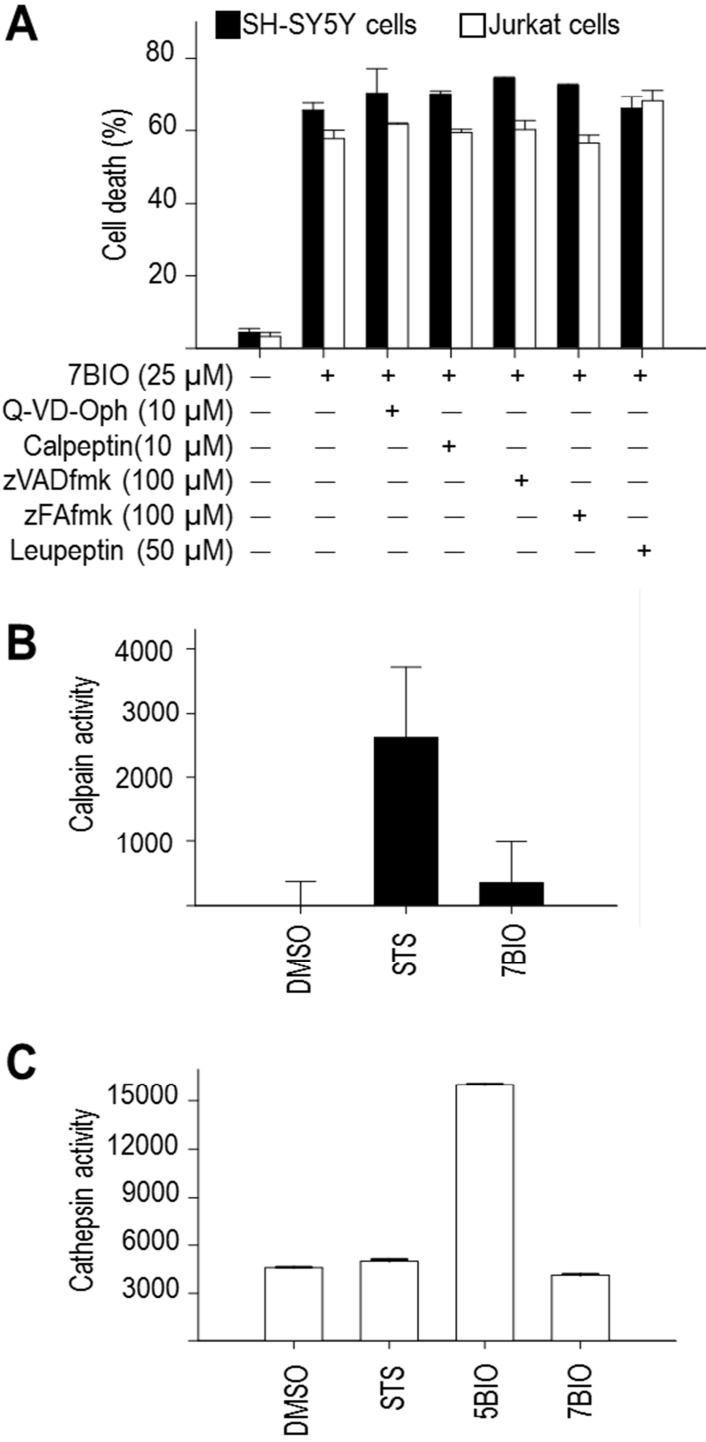 A
SH-SY5Y cells Jurkat cells
Cell death (%)
80
60
40
20
7BIO (25 µM) — + + + + + +
Q-VD-Oph (10 µM) — — + — — — —
Calpeptin(10 µM) — — — + — — —
zVADfmk (100 µM) — — — — + — —
zFAfmk (100 µM) — — — — — + —
Leupeptin (50 µM) — — — — — — +
B
Calpain activity
4000
3000
2000
1000
DMSO STS 7BIO
C
Cathepsin activity
15000
12000
9000
6000
3000
DMSO STS 5BIO 7BIO